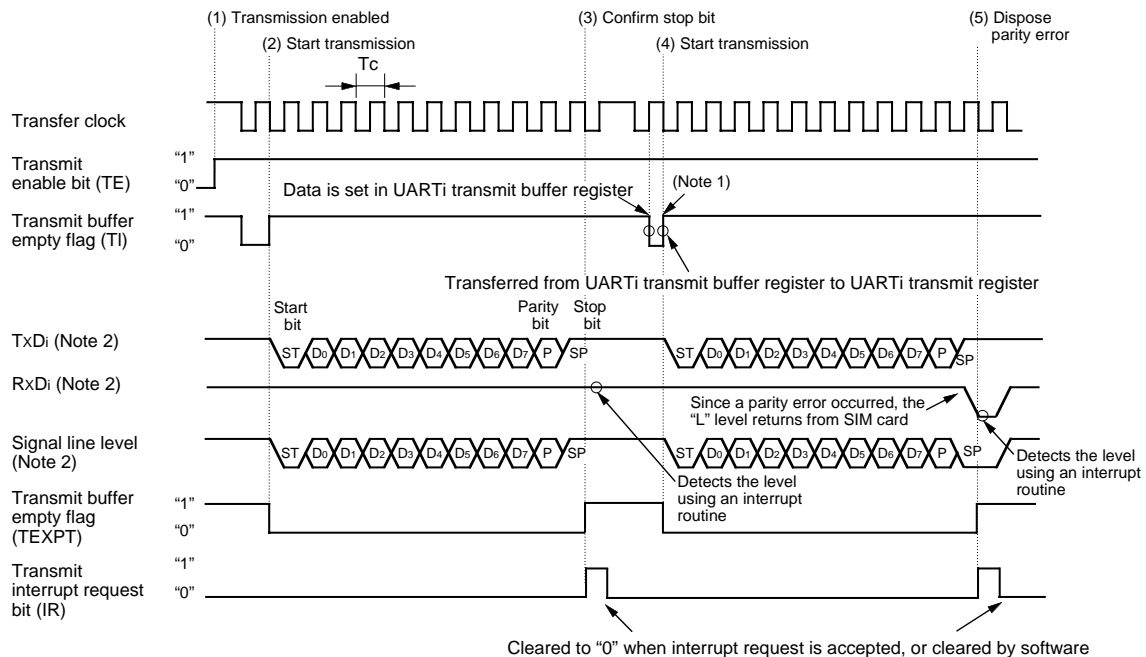 (1) Transmission enabled
(3) Confirm stop bit
(5) Dispose
parity error
(2) Start transmission
(4) Start transmission
Tc
Transfer clock
Transmit
enable bit (TE)
“1”
“0”
Data is set in UARTi transmit buffer register
(Note 1)
Transmit buffer
empty flag (TI)
“1”
“0”
Transferred from UARTi transmit buffer register to UARTi transmit register
Start
bit
Parity
bit
Stop
bit
TxDi (Note 2)
ST D0 D1 D2 D3 D4 D5 D6 D7 P SP
ST D0 D1 D2 D3 D4 D5 D6 D7 P SP
RxDi (Note 2)
Since a parity error occurred, the
“L” level returns from SIM card
Signal line level
(Note 2)
ST D0 D1 D2 D3 D4 D5 D6 D7 P SP
ST D0 D1 D2 D3 D4 D5 D6 D7 P SP
Detects the level
using an interrupt
routine
Detects the level
using an interrupt
routine
Transmit buffer
empty flag
(TEXPT)
“1”
“0”
Transmit
interrupt request
bit (IR)
“1”
“0”
Cleared to “0” when interrupt request is accepted, or cleared by software